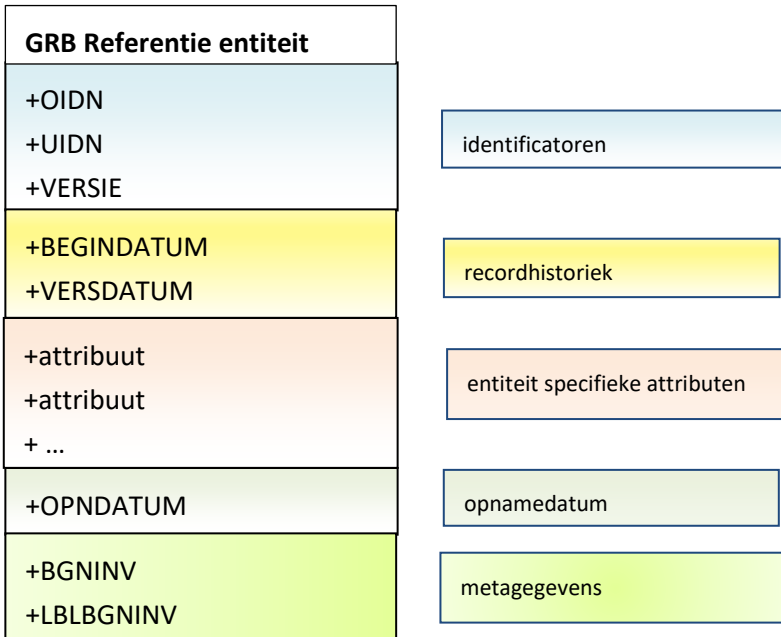 GRB Referentie entiteit
+OIDN
+UIDN
+VERSIE
identificatoren
+BEGINDATUM
+VERSDATUM
recordhistoriek
+attribuut
+attribuut
+ ...
entiteit specifieke attributen
+OPNDATUM
opnamedatum
+BGNINV
+LBLBGNINV
metagegevens